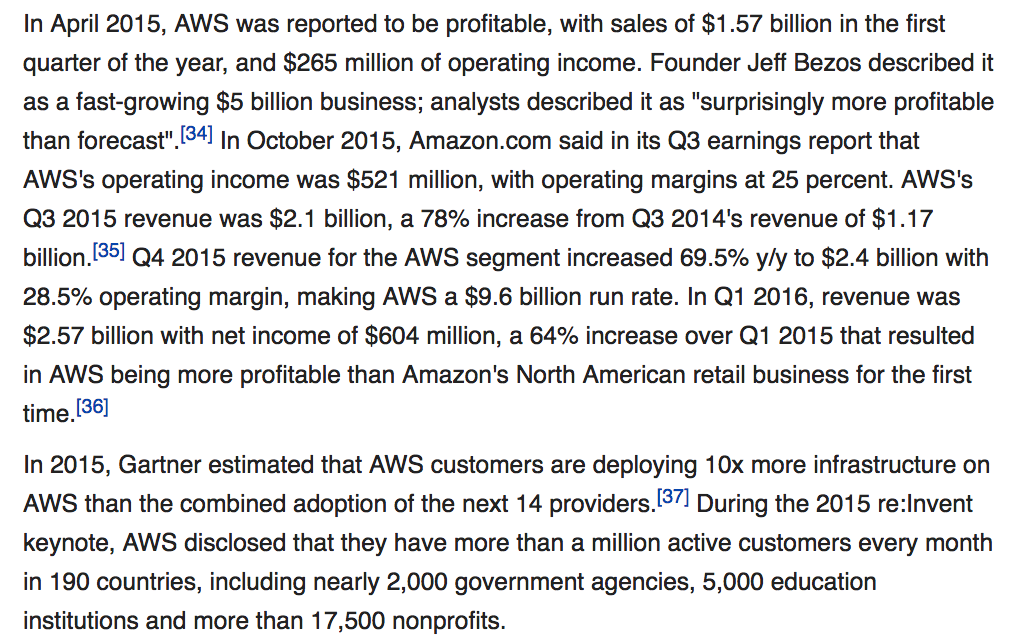 In April 2015, AWS was reported to be profitable, with sales of $1.57 billion in the first
quarter of the year, and $265 million of operating income. Founder Jeff Bezos described it
as a fast-growing $5 billion business; analysts described it as "surprisingly more profitable
than forecast".[34] In October 2015, Amazon.com said in its Q3 earnings report that
AWS's operating income was $521 million, with operating margins at 25 percent. AWS's
Q3 2015 revenue was $2.1 billion, a 78% increase from Q3 2014's revenue of $1.17
billion.[35] Q4 2015 revenue for the AWS segment increased 69.5% y/y to $2.4 billion with
28.5% operating margin, making AWS a $9.6 billion run rate. In Q1 2016, revenue was
$2.57 billion with net income of $604 million, a 64% increase over Q1 2015 that resulted
in AWS being more profitable than Amazon's North American retail business for the first
time.[36]
In 2015, Gartner estimated that AWS customers are deploying 10x more infrastructure on
AWS than the combined adoption of the next 14 providers.[37] During the 2015 re:Invent
keynote, AWS disclosed that they have more than a million active customers every month
in 190 countries, including nearly 2,000 government agencies, 5,000 education
institutions and more than 17,500 nonprofits.